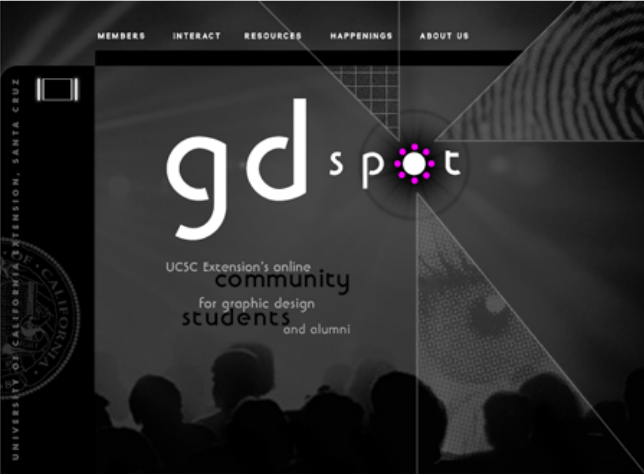 MEMBERS INTERACT RESOURCES HAPPENINGS ABOUT US
UNIVERSITY OF CALIFORNIA EXTENSION, SANTA CRUZ
gd spot
UCSC Extension's online
community
for graphic design
students
and alumni